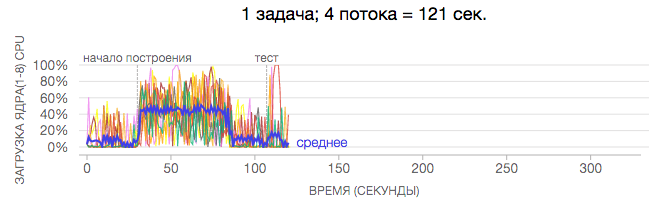 1 задача; 4 потока = 121 сек.
ЗАГРУЗКА ЯДРА(1-8) CPU
начало построения тест
100%
80%
60%
40%
20%
0%
среднее
0 50 100 150 200 250 300
ВРЕМЯ (СЕКУНДЫ)